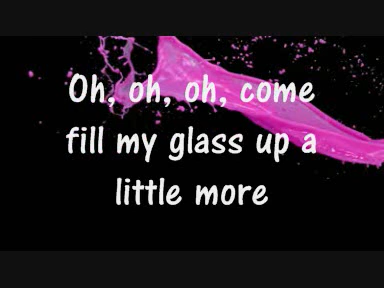 Oh, oh, oh, come
fill my glass up a
little more